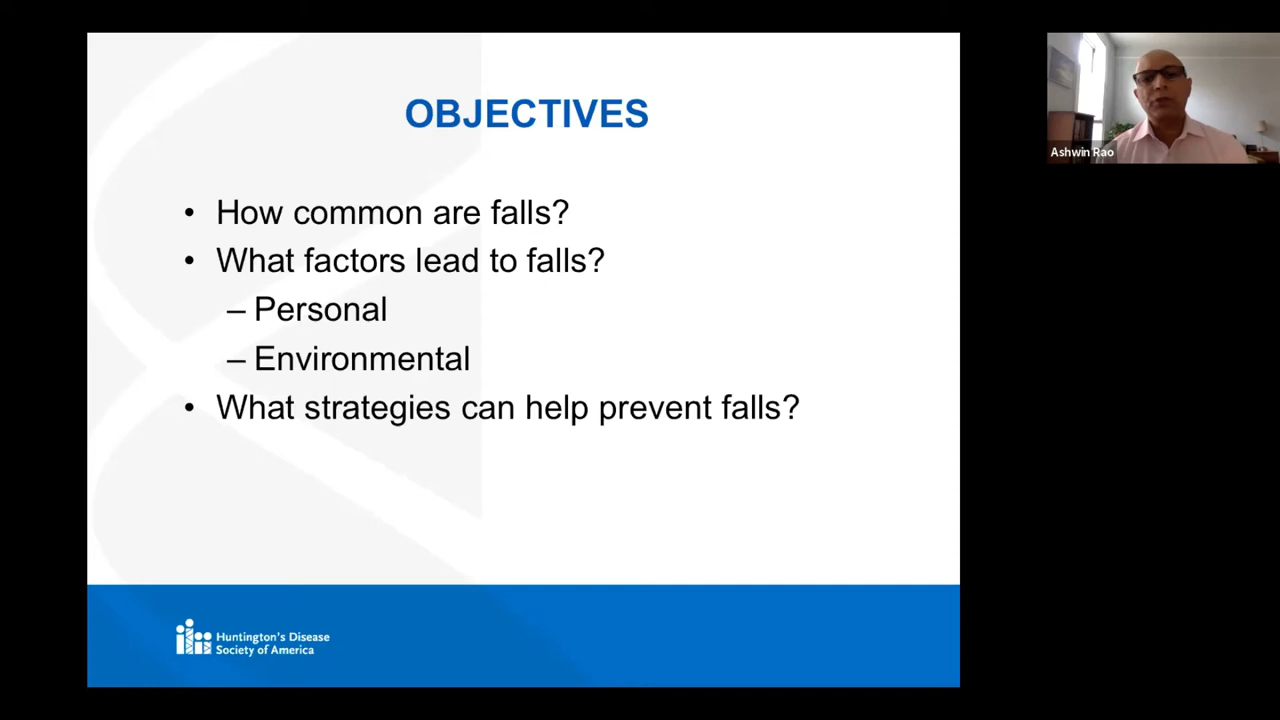 OBJECTIVES
• How common are falls?
• What factors lead to falls?
– Personal
– Environmental
• What strategies can help prevent falls?
Huntington's Disease
Society of America
Ashwin Rao